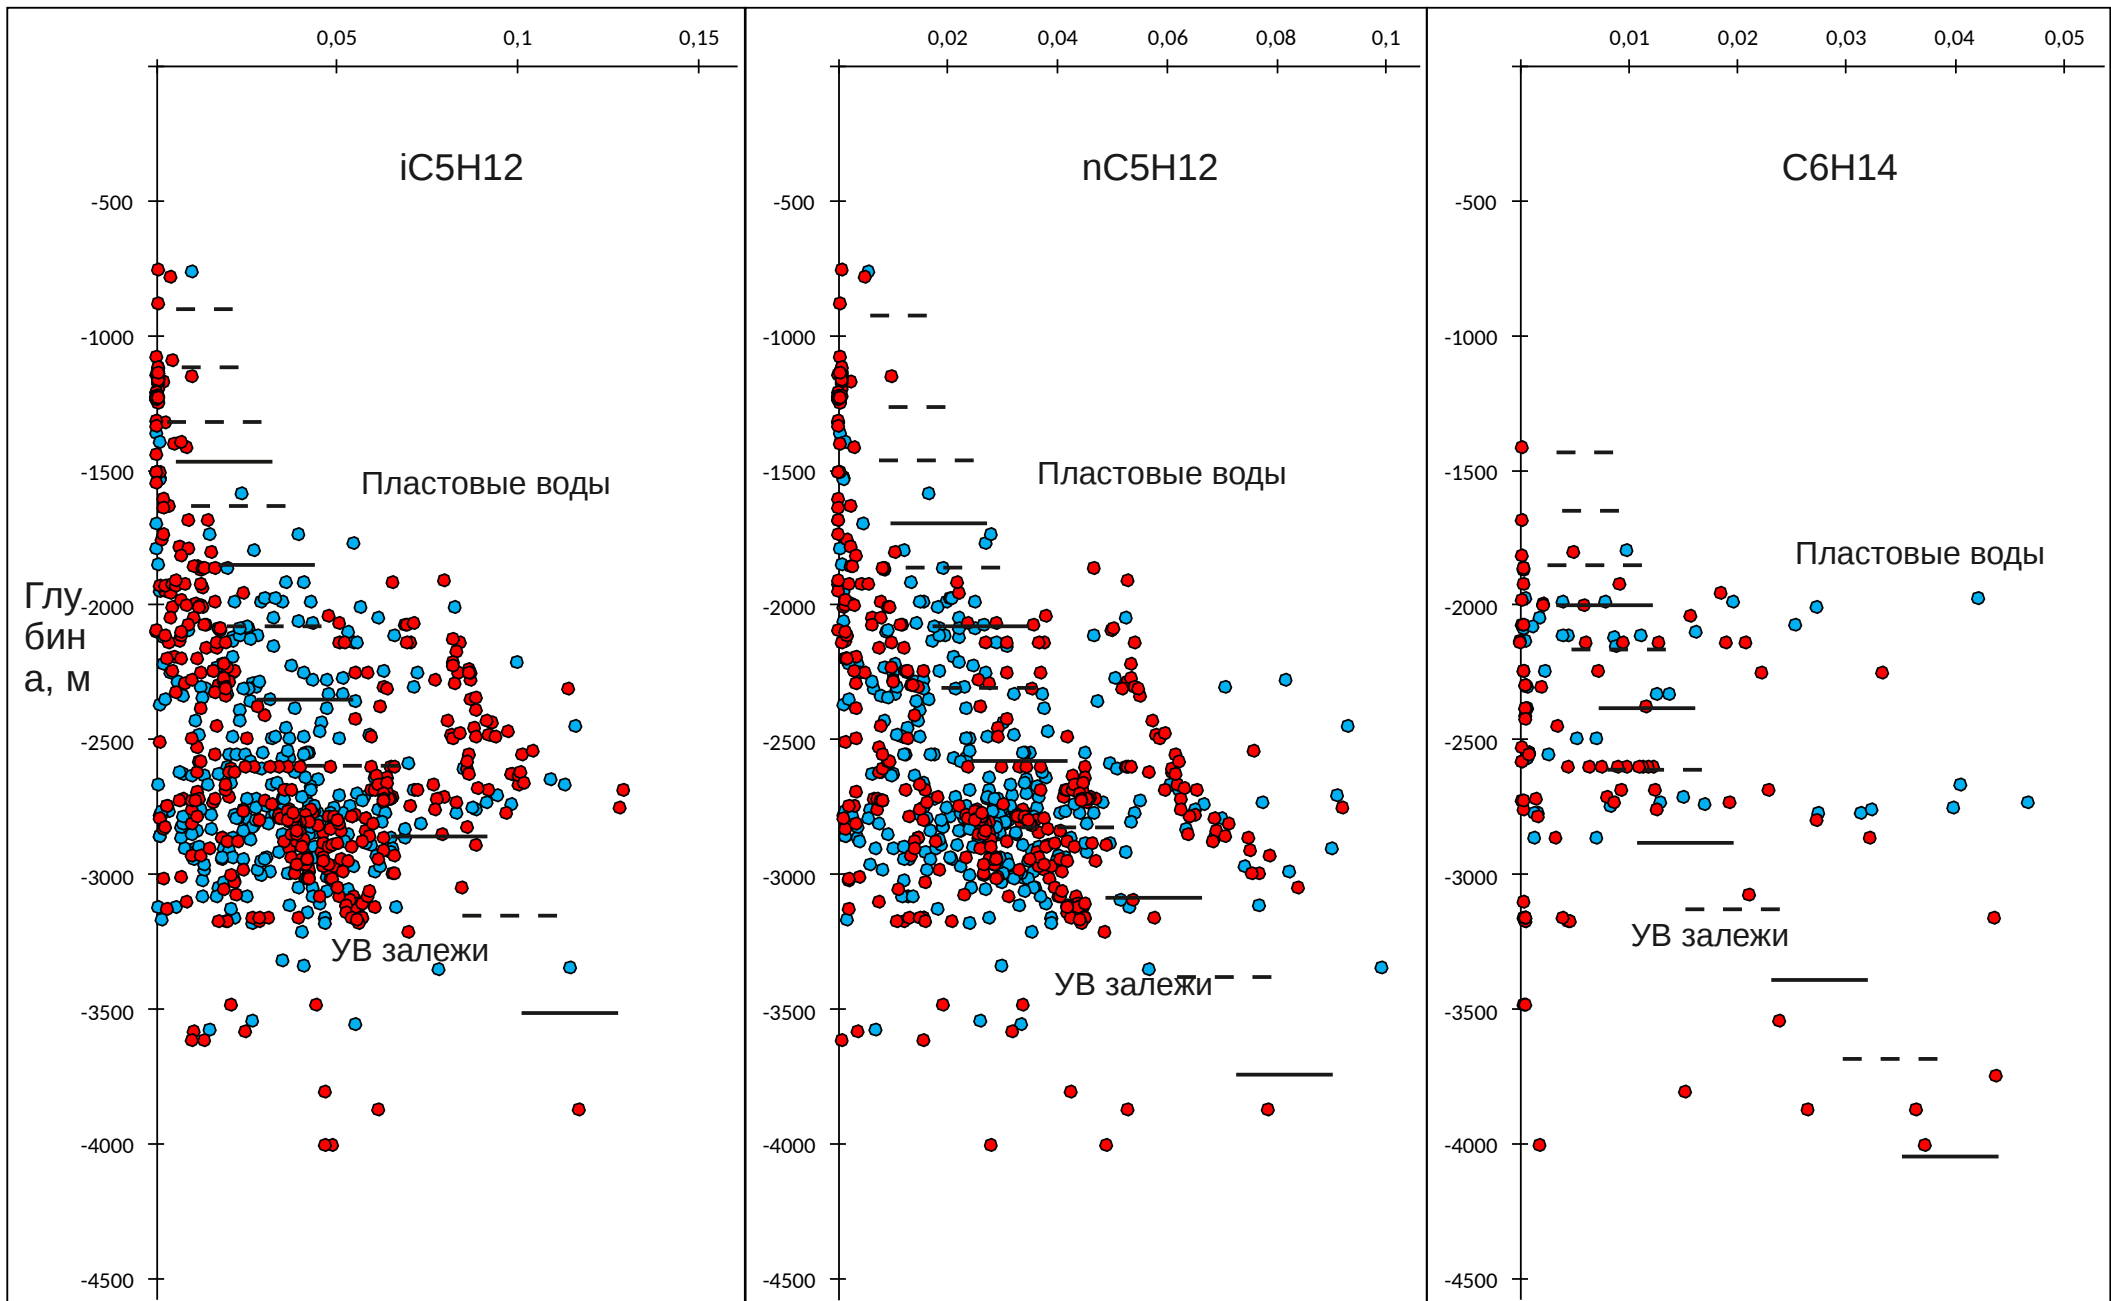 0,05 0,1 0,15
0,02 0,04 0,06 0,08 0,1
0,01 0,02 0,03 0,04 0,05
iC5H12
nC5H12
C6H14
Глу
бин
а, м
-500
-1000
-1500
-2000
-2500
-3000
-3500
-4000
-4500
Пластовые воды
УВ залежи
-500
-1000
-1500
-2000
-2500
-3000
-3500
-4000
-4500
Пластовые воды
УВ залежи
-500
-1000
-1500
-2000
-2500
-3000
-3500
-4000
-4500
Пластовые воды
УВ залежи